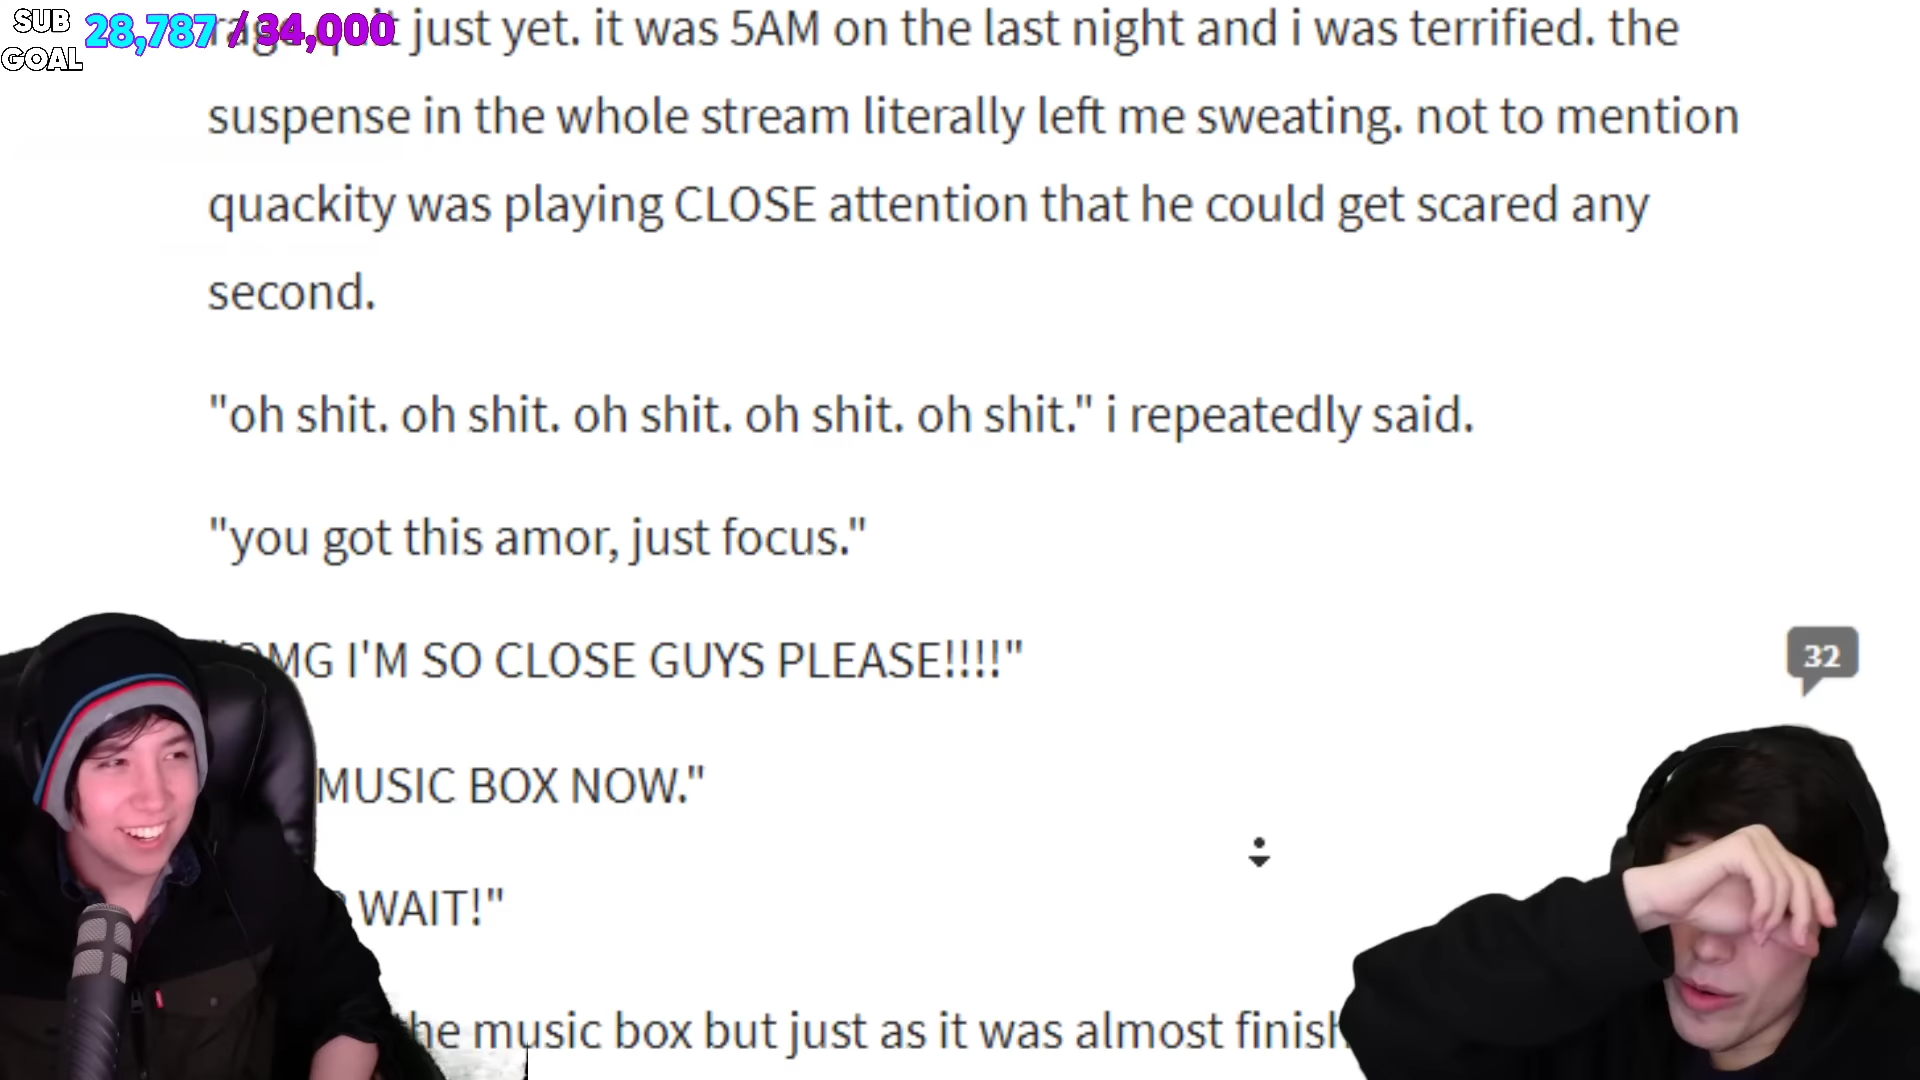 SUB
GOAL
28,787 / 34,000
just yet. it was 5AM on the last night and i was terrified. the
suspense in the whole stream literally left me sweating. not to mention
quackity was playing CLOSE attention that he could get scared any
second.
"oh shit. oh shit. oh shit. oh shit. oh shit." i repeatedly said.
"you got this amor, just focus."
"OMG I'M SO CLOSE GUYS PLEASE!!!!"
32
MUSIC BOX NOW."
WAIT!"
the music box but just as it was almost